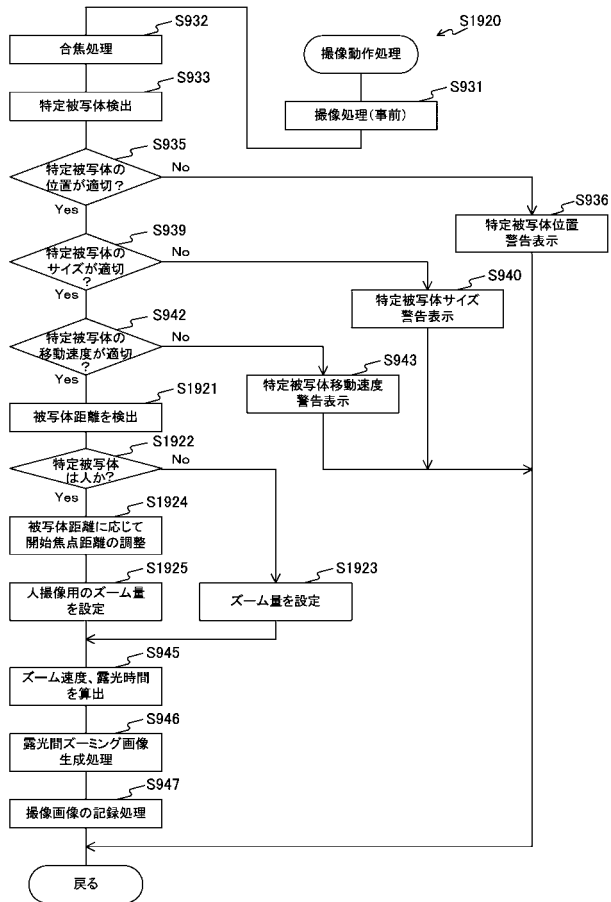 S1920
撮像動作処理
S931
撮像処理(事前)
S932
合焦処理
S933
特定被写体検出
S935
特定被写体の
位置が適切?
No
Yes
S936
特定被写体位置
警告表示
S939
特定被写体の
サイズが適切
?
No
Yes
S940
特定被写体サイズ
警告表示
S942
特定被写体の
移動速度が適切
?
No
Yes
S943
特定被写体移動速度
警告表示
S1921
被写体距離を検出
S1922
特定被写体
は人か?
No
Yes
S1924
被写体距離に応じて
開始焦点距離の調整
S1925
人撮像用のズーム量
を設定
S1923
ズーム量を設定
S945
ズーム速度、露光時間
を算出
S946
露光間ズーミング画像
生成処理
S947
撮像画像の記録処理
戻る